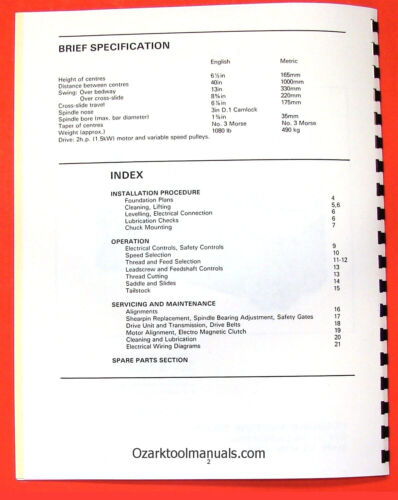 BRIEF SPECIFICATION
English Metric
Height of centres 6½in 165mm
Distance between centres 40in 1000mm
Swing: Over bedway 13in 330mm
Over cross-slide 8¾in 220mm
Cross-slide travel 6⅞in 175mm
Spindle nose 3in D.1 Camlock
Spindle bore (max. bar diameter) 1⅜in 35mm
Taper of centres No. 3 Morse No. 3 Morse
Weight (approx.) 1080 lb 490 kg
Drive: 2h.p. (1.5kW) motor and variable speed pulleys.
INDEX
INSTALLATION PROCEDURE
Foundation Plans 4
Cleaning, Lifting 5,6
Levelling, Electrical Connection 6
Lubrication Checks 6
Chuck Mounting 7
OPERATION
Electrical Controls, Safety Controls 9
Speed Selection 10
Thread and Feed Selection 11-12
Leadscrew and Feedshaft Controls 13
Thread Cutting 13
Saddle and Slides 14
Tailstock 15
SERVICING AND MAINTENANCE
Alignments 16
Shearpin Replacement, Spindle Bearing Adjustment, Safety Gates 17
Drive Unit and Transmission, Drive Belts 18
Motor Alignment, Electro Magnetic Clutch 19
Cleaning and Lubrication 20
Electrical Wiring Diagrams 21
SPARE PARTS SECTION
Ozarktoolmanuals.com
2